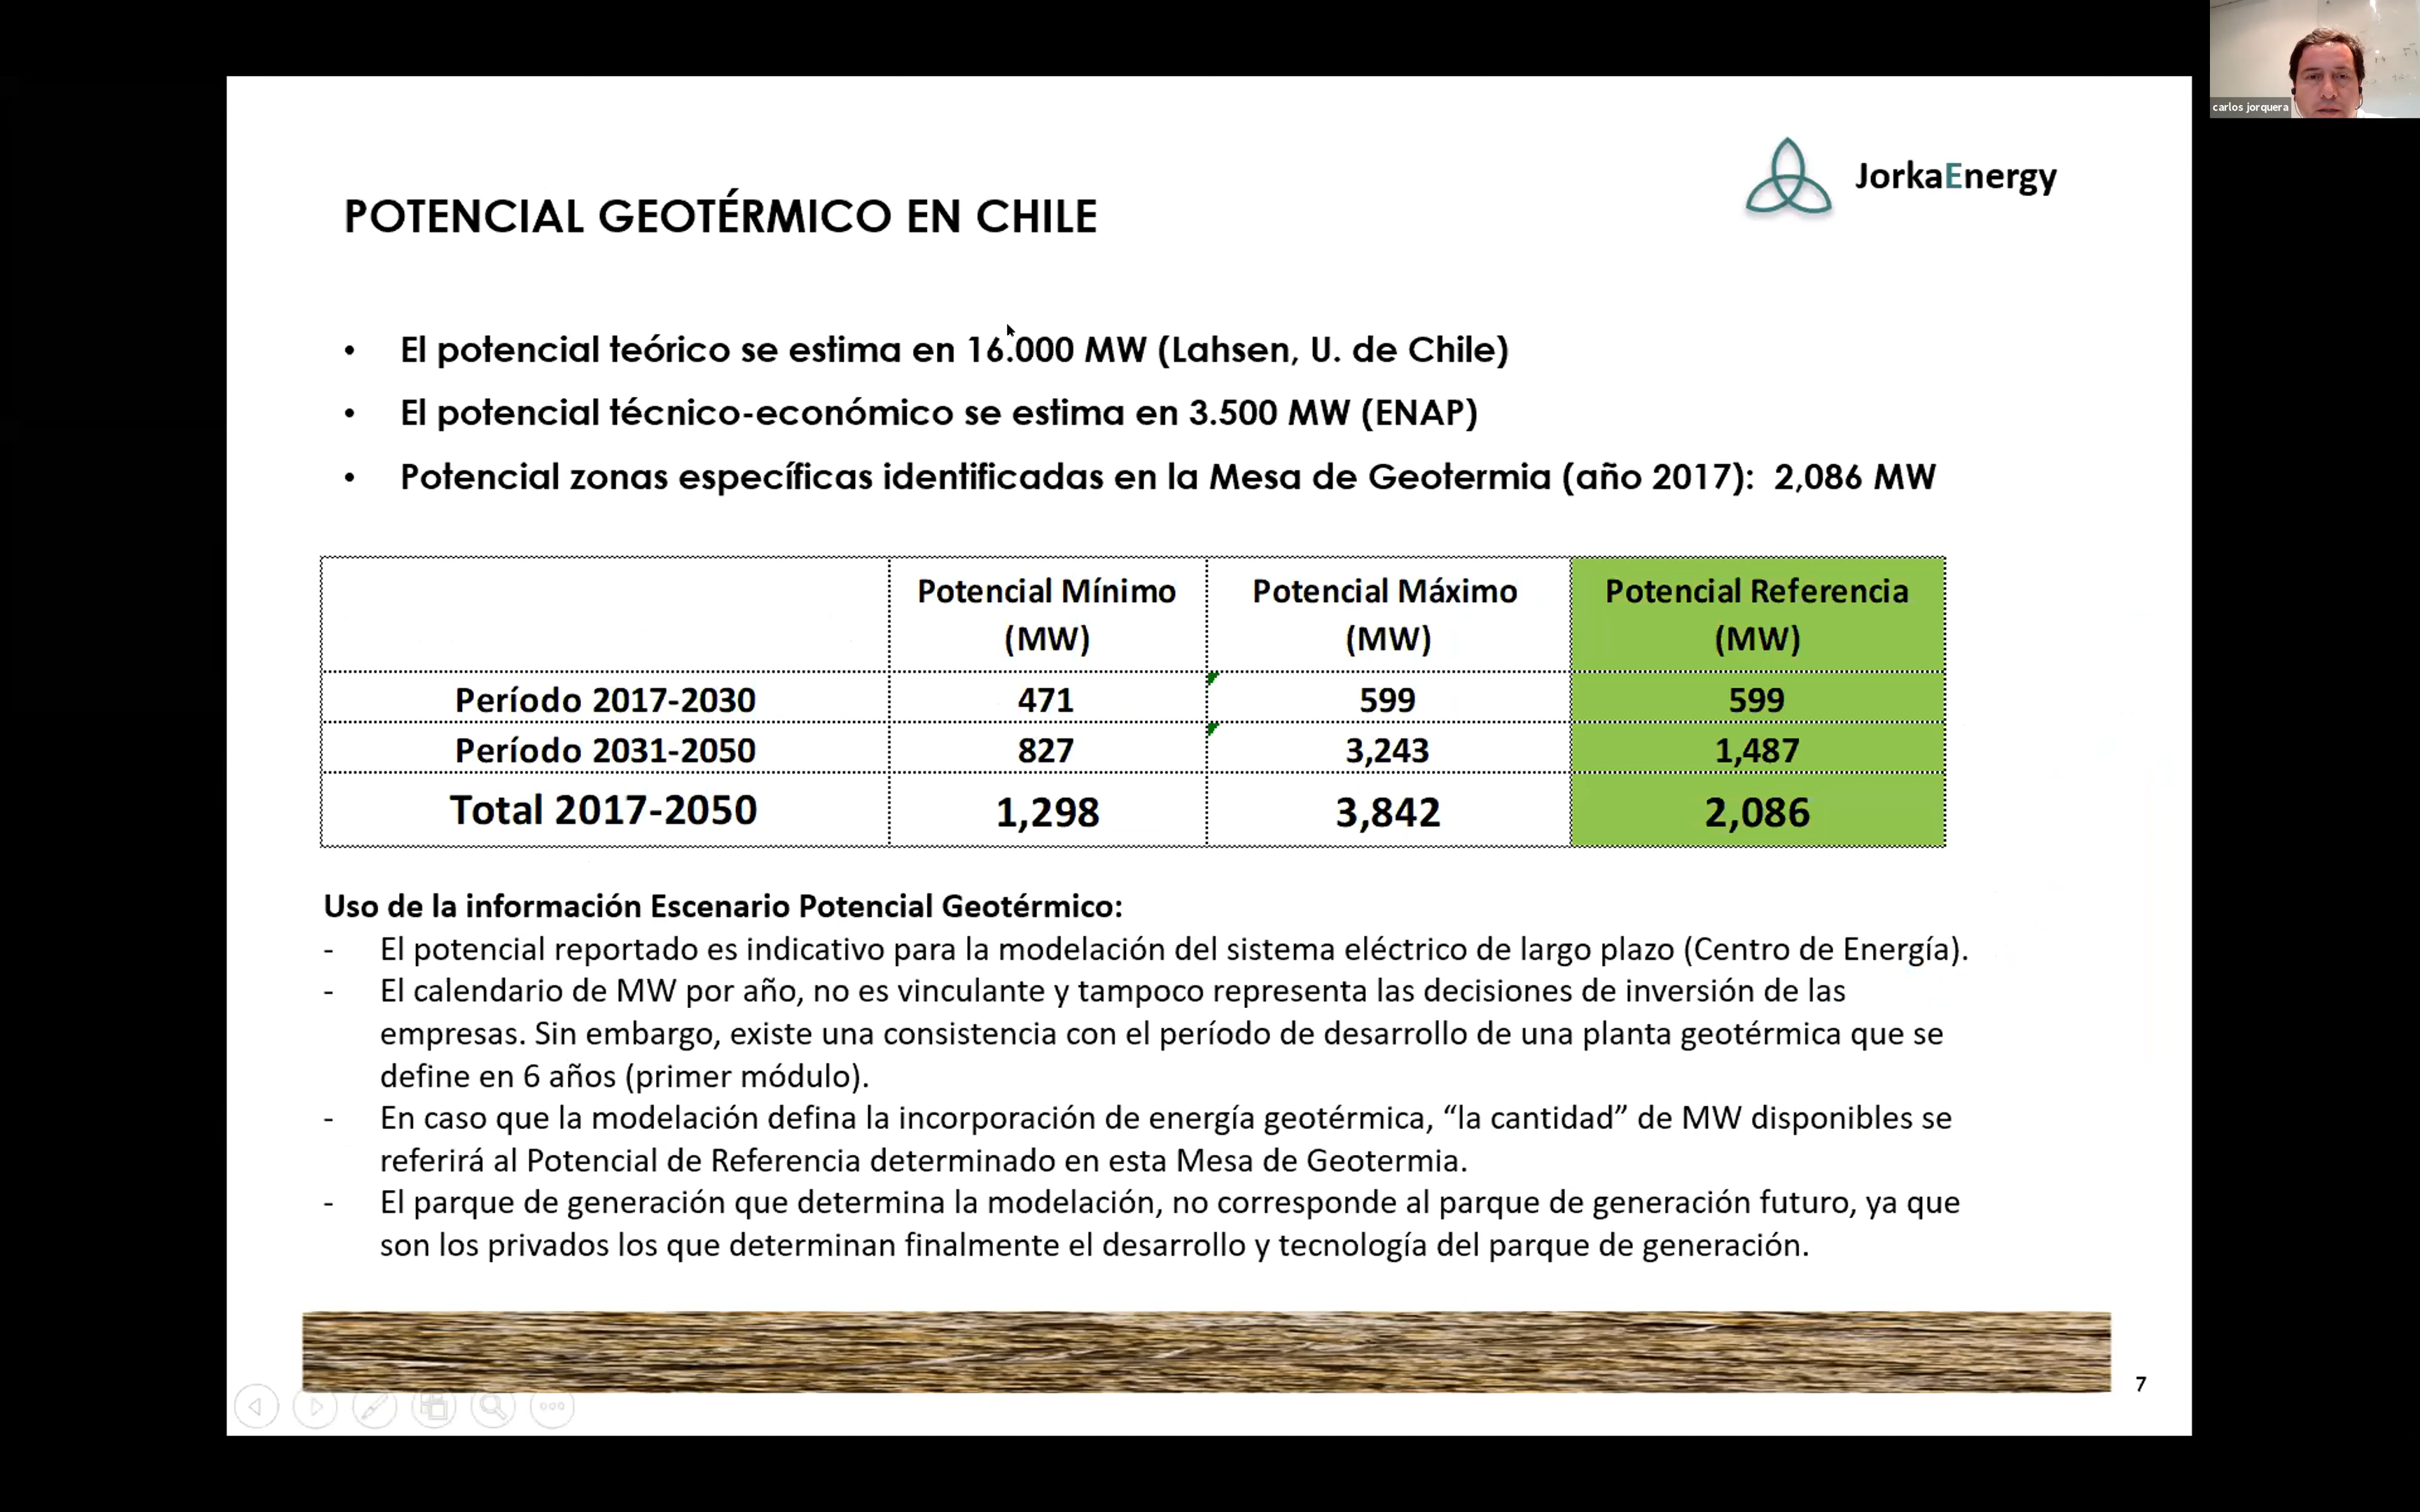 carlos jorquera
JorkaEnergy
POTENCIAL GEOTÉRMICO EN CHILE
• El potencial teórico se estima en 16.000 MW (Lahsen, U. de Chile)
• El potencial técnico-económico se estima en 3.500 MW (ENAP)
• Potencial zonas específicas identificadas en la Mesa de Geotermia (año 2017): 2,086 MW
Potencial Mínimo (MW) Potencial Máximo (MW) Potencial Referencia (MW)
Período 2017-2030 471 599 599
Período 2031-2050 827 3,243 1,487
Total 2017-2050 1,298 3,842 2,086
Uso de la información Escenario Potencial Geotérmico:
- El potencial reportado es indicativo para la modelación del sistema eléctrico de largo plazo (Centro de Energía).
- El calendario de MW por año, no es vinculante y tampoco representa las decisiones de inversión de las
empresas. Sin embargo, existe una consistencia con el período de desarrollo de una planta geotérmica que se
define en 6 años (primer módulo).
- En caso que la modelación defina la incorporación de energía geotérmica, “la cantidad” de MW disponibles se
referirá al Potencial de Referencia determinado en esta Mesa de Geotermia.
- El parque de generación que determina la modelación, no corresponde al parque de generación futuro, ya que
son los privados los que determinan finalmente el desarrollo y tecnología del parque de generación.
7